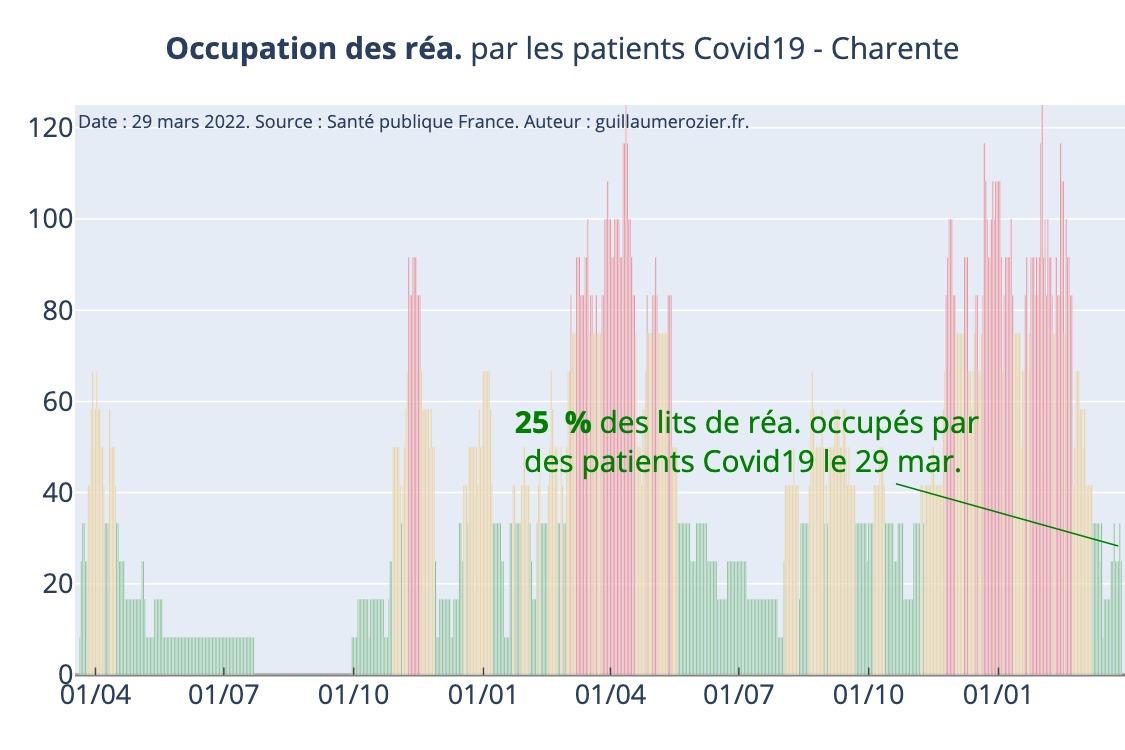 Occupation des réa. par les patients Covid19 - Charente
Date : 29 mars 2022. Source : Santé publique France. Auteur : guillaumerozier.fr.
120
100
80
60
40
20
0
25 % des lits de réa. occupés par
des patients Covid19 le 29 mar.
01/04 01/07 01/10 01/01 01/04 01/07 01/10 01/01